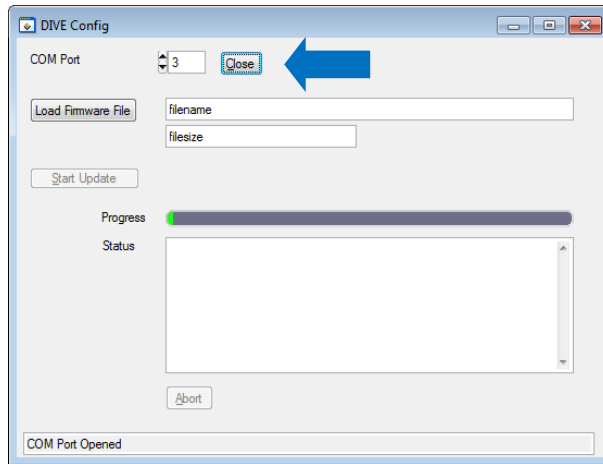 DIVE Config
COM Port 3 Close
Load Firmware File filename
filesize
Start Update
Progress
Status
Abort
COM Port Opened